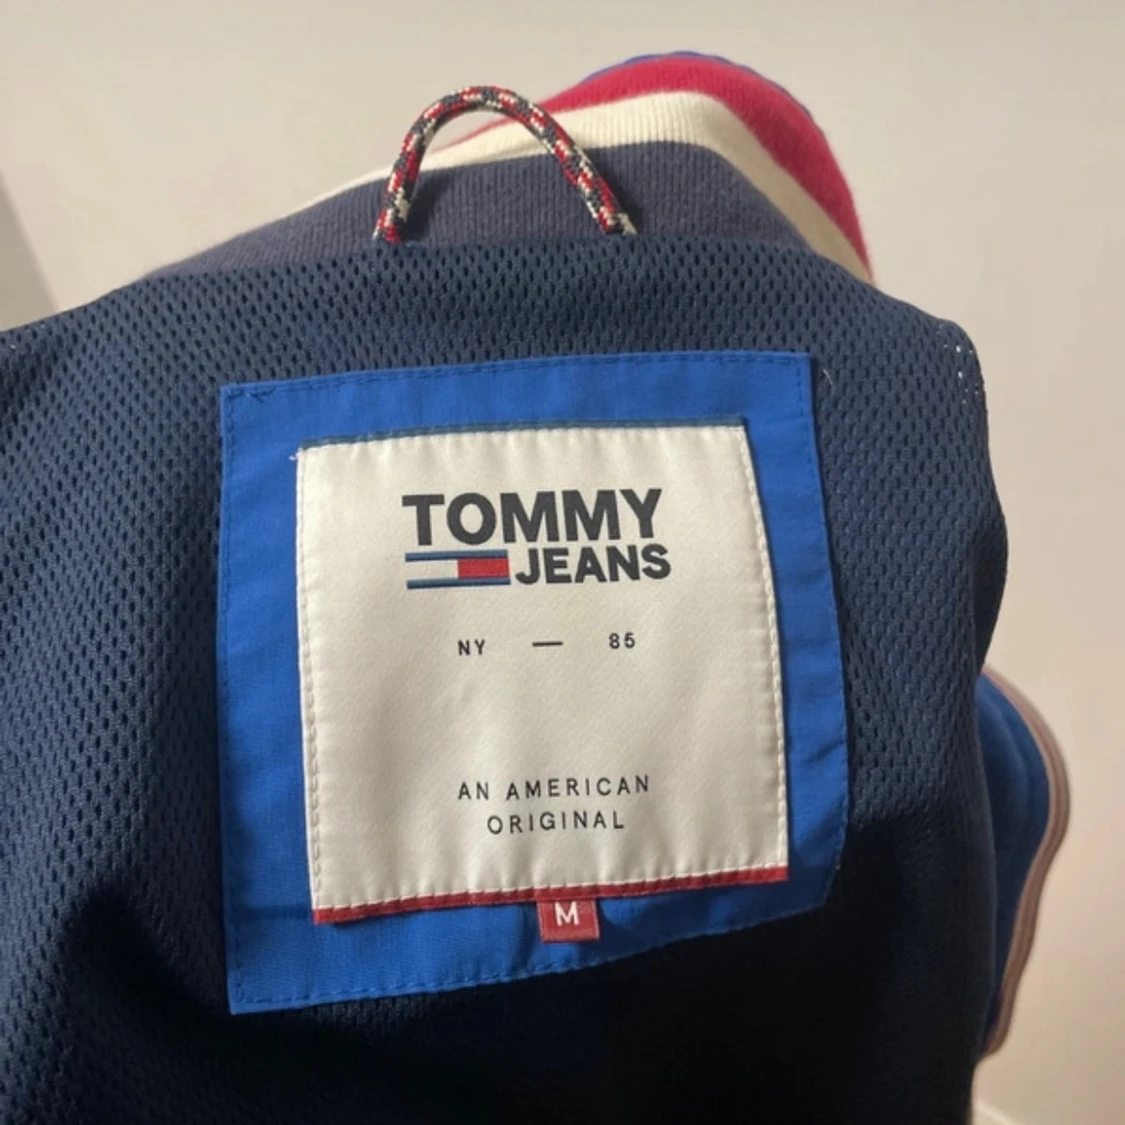 TOMMY
JEANS
NY — 85
AN AMERICAN
ORIGINAL
M